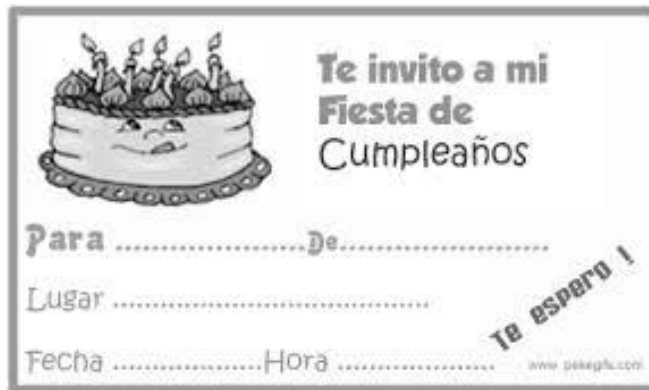 Te invito a mi
Fiesta de
Cumpleaños
Para ....................De......................
Lugar ..................................
Te espero !
Fecha .................Hora .................
www.pekegifs.com